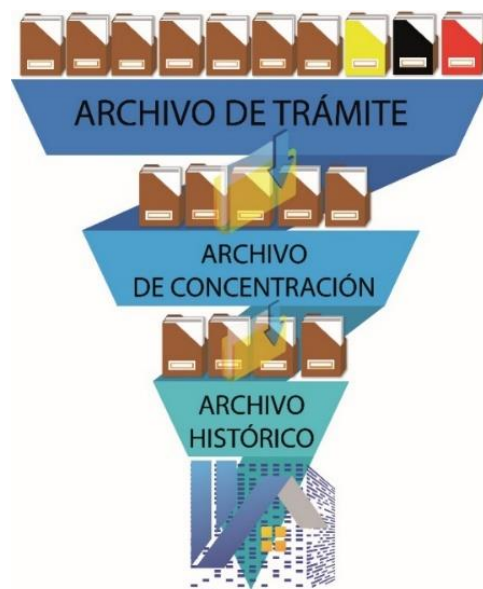 ARCHIVO DE TRÁMITE
ARCHIVO
DE CONCENTRACIÓN
ARCHIVO
HISTÓRICO